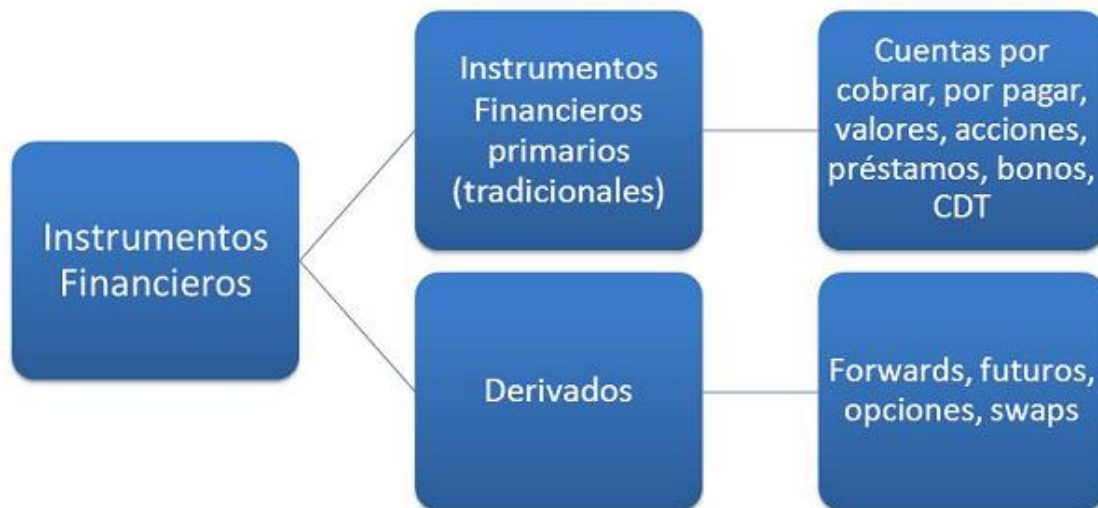 Instrumentos
Financieros
Instrumentos
Financieros
primarios
(tradicionales)
Cuentas por
cobrar, por pagar,
valores, acciones,
préstamos, bonos,
CDT
Derivados
Forwards, futuros,
opciones, swaps